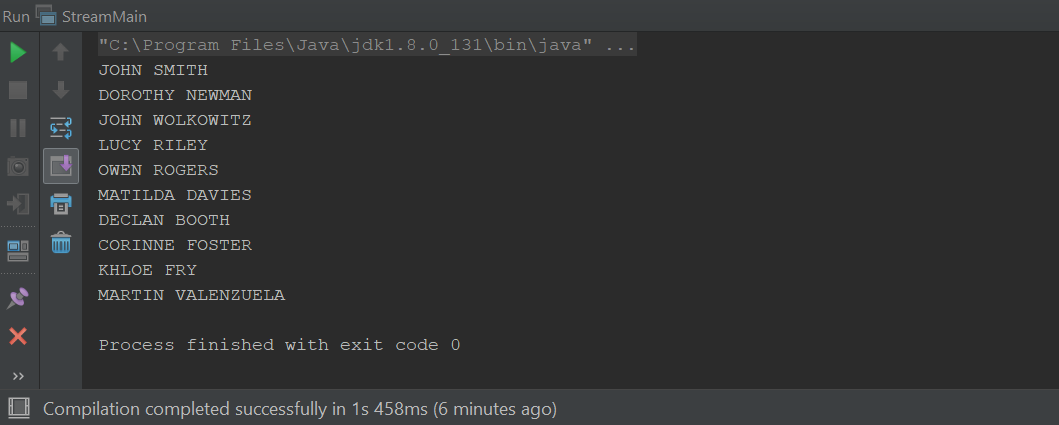 Run StreamMain
"C:\Program Files\Java\jdk1.8.0_131\bin\java" ...
JOHN SMITH
DOROTHY NEWMAN
JOHN WOLKOWITZ
LUCY RILEY
OWEN ROGERS
MATILDA DAVIES
DECLAN BOOTH
CORINNE FOSTER
KHLOE FRY
MARTIN VALENZUELA
Process finished with exit code 0
Compilation completed successfully in 1s 458ms (6 minutes ago)